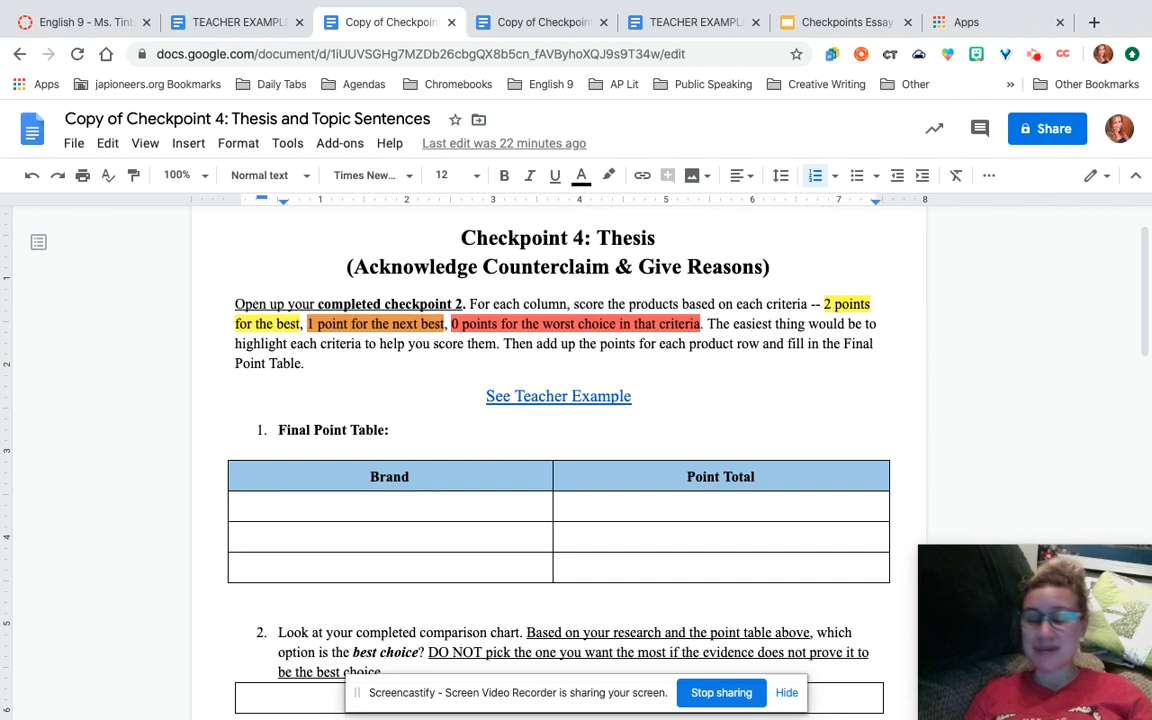 English 9 - Ms. Tint
TEACHER EXAMPLE
Copy of Checkpoin
Copy of Checkpoin
TEACHER EXAMPL
Checkpoints Essay
Apps
docs.google.com/document/d/1iUUVSGHg7MZDb26cbgQX8b5cn_fAVByhoXQJ9s9T34w/edit
Apps
japioneers.org Bookmarks
Daily Tabs
Agendas
Chromebooks
English 9
AP Lit
Public Speaking
Creative Writing
Other
Other Bookmarks
Copy of Checkpoint 4: Thesis and Topic Sentences
Share
File Edit View Insert Format Tools Add-ons Help Last edit was 22 minutes ago
100% Normal text Times New... 12 B I U A
1 2 3 4 5 6 7 8
Checkpoint 4: Thesis
(Acknowledge Counterclaim & Give Reasons)
Open up your completed checkpoint 2. For each column, score the products based on each criteria -- 2 points
for the best, 1 point for the next best, 0 points for the worst choice in that criteria. The easiest thing would be to
highlight each criteria to help you score them. Then add up the points for each product row and fill in the Final
Point Table.
See Teacher Example
1. Final Point Table:
Brand Point Total
2. Look at your completed comparison chart. Based on your research and the point table above, which
option is the best choice? DO NOT pick the one you want the most if the evidence does not prove it to
be the best choice.
Screencastify - Screen Video Recorder is sharing your screen. Stop sharing Hide